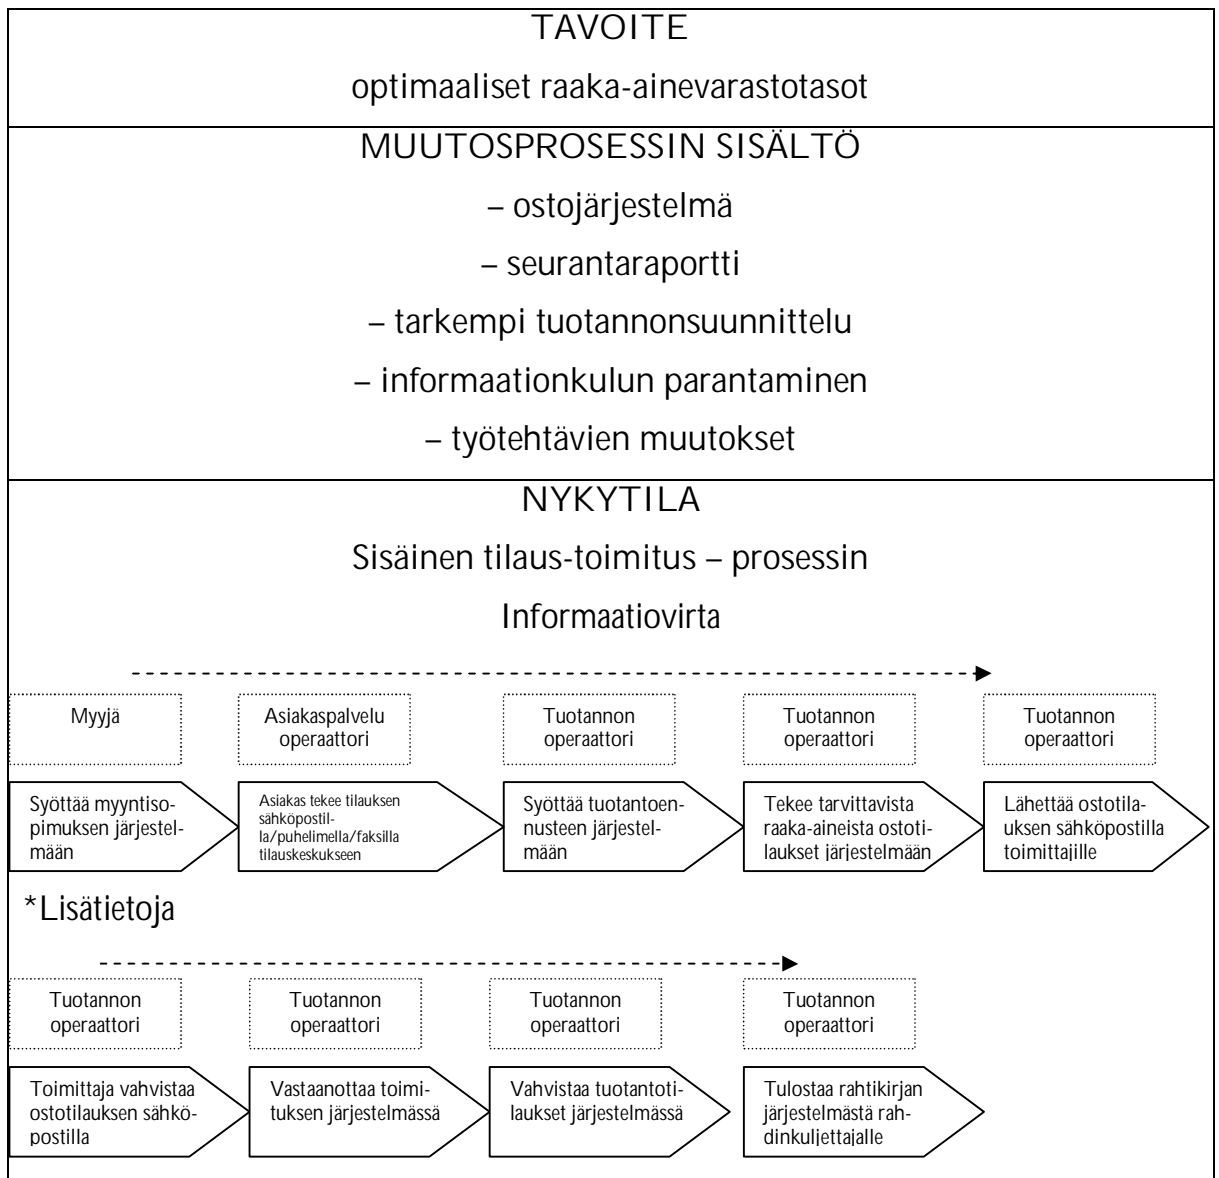 TAVOITE
optimaaliset raaka-ainevarastotasot
MUUTOSPROSESSIN SISÄLTÖ
– ostojärjestelmä
– seurantaraportti
– tarkempi tuotannonsuunnittelu
– informaationkulun parantaminen
– työtehtävien muutokset
NYKYTILA
Sisäinen tilaus-toimitus – prosessin
Informaatiovirta
Myyjä
Asiakaspalvelu
operaattori
Tuotannon
operaattori
Tuotannon
operaattori
Tuotannon
operaattori
Syöttää myyntiso-
pimuksen järjestel-
mään
Asiakas tekee tilauksen
sähköpostil-
la/puhelimella/faksilla
tilauskeskukseen
Syöttää tuotantoen-
nusteen järjestel-
mään
Tekee tarvittavista
raaka-aineista ostoti-
laukset järjestelmään
Lähettää ostotila-
uksen sähköpostilla
toimittajille
*Lisätietoja
Tuotannon
operaattori
Tuotannon
operaattori
Tuotannon
operaattori
Tuotannon
operaattori
Toimittaja vahvistaa
ostotilauksen sähkö-
postilla
Vastaanottaa toimi-
tuksen järjestelmässä
Vahvistaa tuotantoti-
laukset järjestelmässä
Tulostaa rahtikirjan
järjestelmästä rah-
dinkuljettajalle